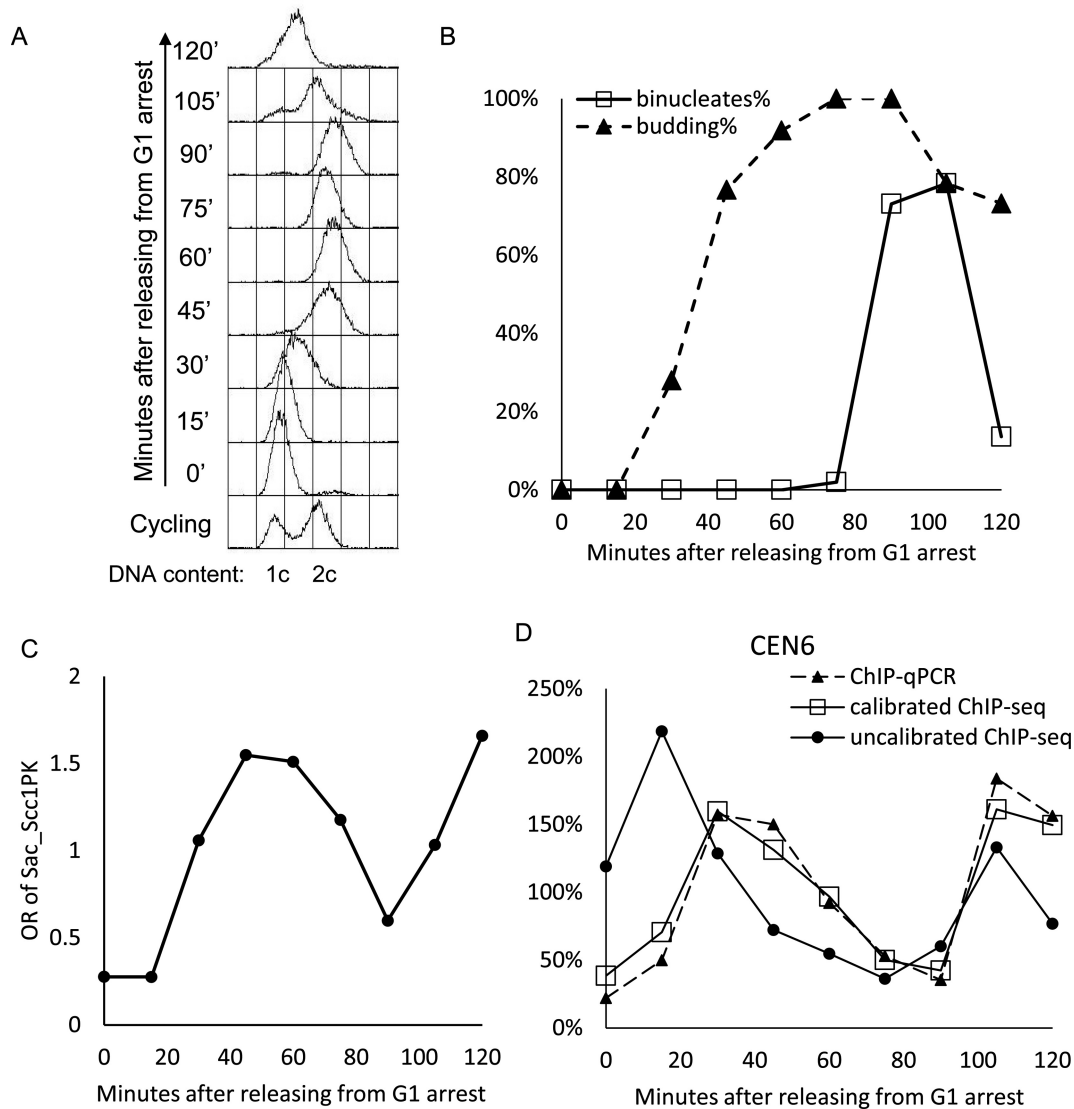 A
Minutes after releasing from G1 arrest
120’
105’
90’
75’
60’
45’
30’
15’
0’
Cycling
DNA content: 1c 2c
B
binucleates%
budding%
100%
80%
60%
40%
20%
0%
0 20 40 60 80 100 120
Minutes after releasing from G1 arrest
C
OR of Sac_Scc1PK
2
1.5
1
0.5
0
0 20 40 60 80 100 120
Minutes after releasing from G1 arrest
D
CEN6
ChIP-qPCR
calibrated ChIP-seq
uncalibrated ChIP-seq
250%
200%
150%
100%
50%
0%
0 20 40 60 80 100 120
Minutes after releasing from G1 arrest